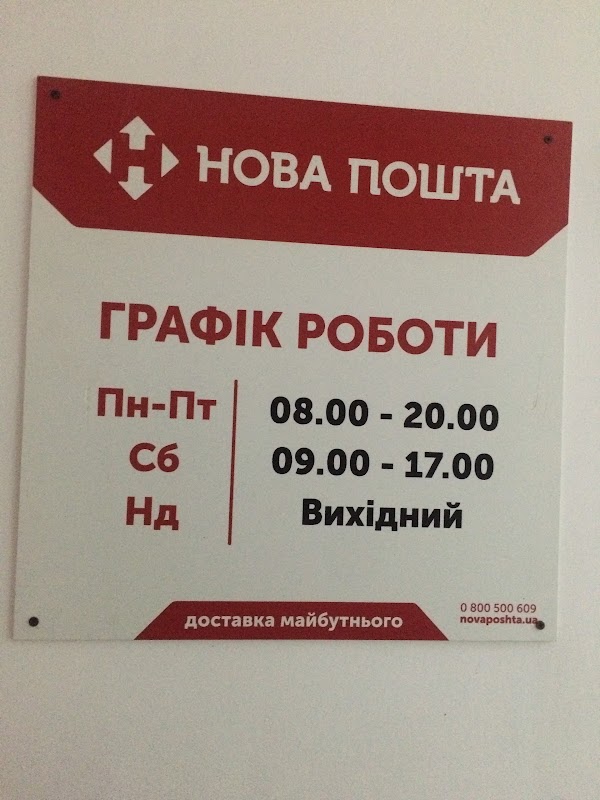 НОВА ПОШТА
ГРАФІК РОБОТИ
Пн-Пт 08.00 - 20.00
Сб 09.00 - 17.00
Нд Вихідний
доставка майбутнього
0 800 500 609
novaposhta.ua